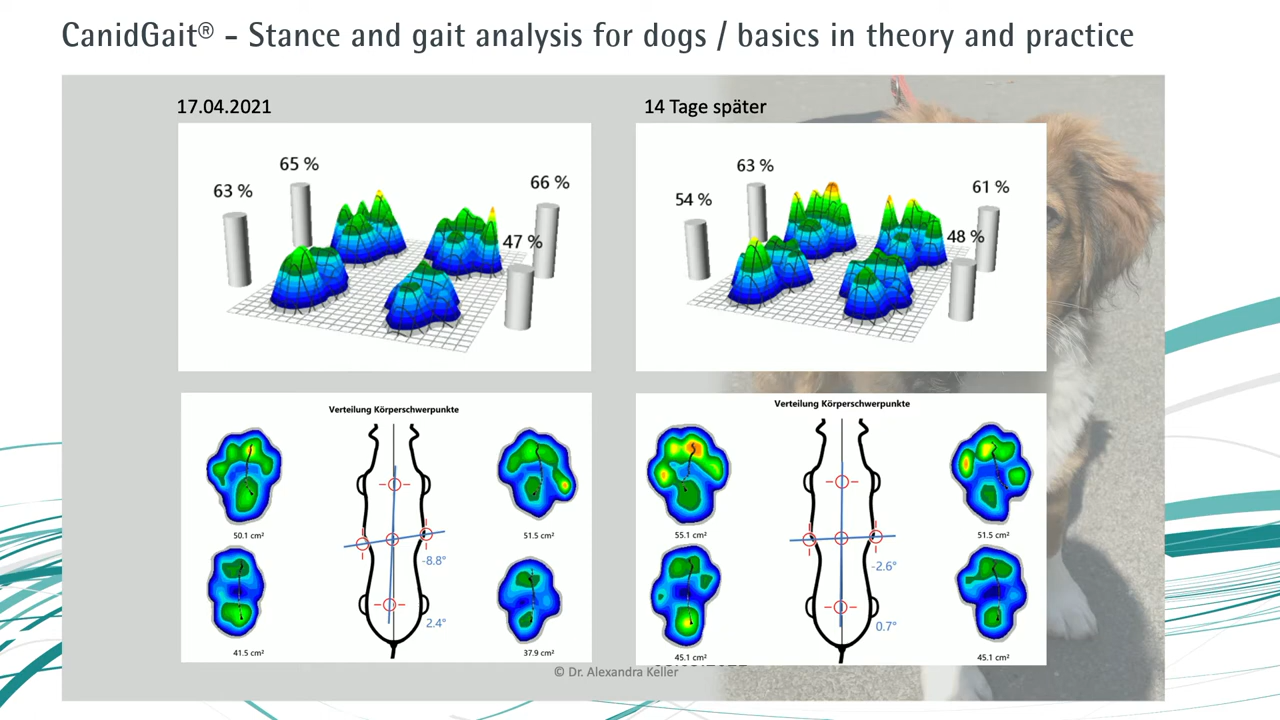 CanidGait® - Stance and gait analysis for dogs / basics in theory and practice
17.04.2021
14 Tage später
63 %
65 %
66 %
47 %
54 %
63 %
61 %
48 %
Verteilung Körperschwerpunkte
50.1 cm²
51.5 cm²
-8.8°
2.4°
41.5 cm²
37.9 cm²
Verteilung Körperschwerpunkte
55.1 cm²
51.5 cm²
-2.6°
0.7°
45.1 cm²
45.1 cm²
© Dr. Alexandra Keller